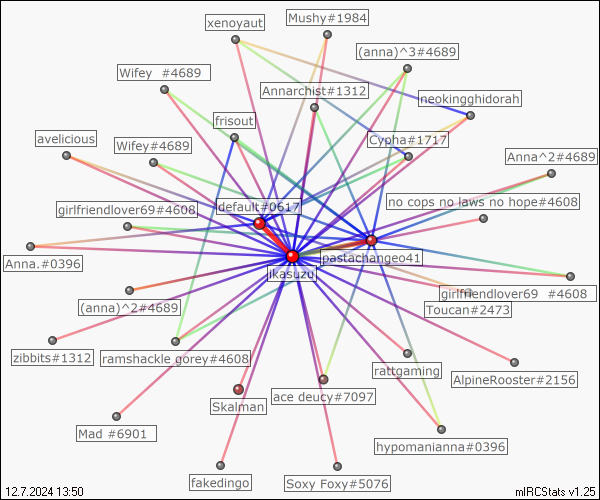 Mushy#1984
xenoyaut
(anna)^3#4689
Wifey  #4689
Annarchist#1312
neokingghidorah
frisout
avelicious
Cypha#1717
Wifey#4689
Anna^2#4689
no cops no laws no hope#4608
default#0617
girlfriendlover69#4608
pastachangeo41
Anna.#0396
jikasuzu
girlfriendlover69  #4608
(anna)^2#4689
Toucan#2473
zibbits#1312
ramshackle gorey#4608
rattgaming
AlpineRooster#2156
ace deucy#7097
Skalman
Mad #6901
hypomanianna#0396
fakedingo
Soxy Foxy#5076
12.7.2024 13:50
mIRCStats v1.25